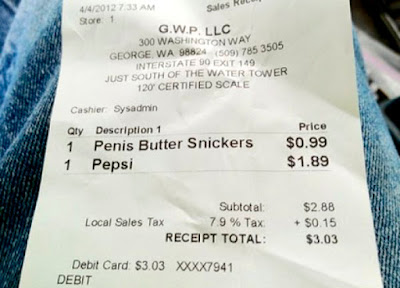 4/4/2012 7:33 AM Sales Receipt
Store: 1
G.W.P. LLC
300 WASHINGTON WAY
GEORGE, WA 98824 (509) 785 3505
INTERSTATE 90 EXIT 149
JUST SOUTH OF THE WATER TOWER
120' CERTIFIED SCALE
Cashier: Sysadmin
Qty Description 1 Price
1 Penis Butter Snickers $0.99
1 Pepsi $1.89
Subtotal: $2.88
Local Sales Tax 7.9 % Tax: + $0.15
RECEIPT TOTAL: $3.03
Debit Card: $3.03 XXXX7941
DEBIT